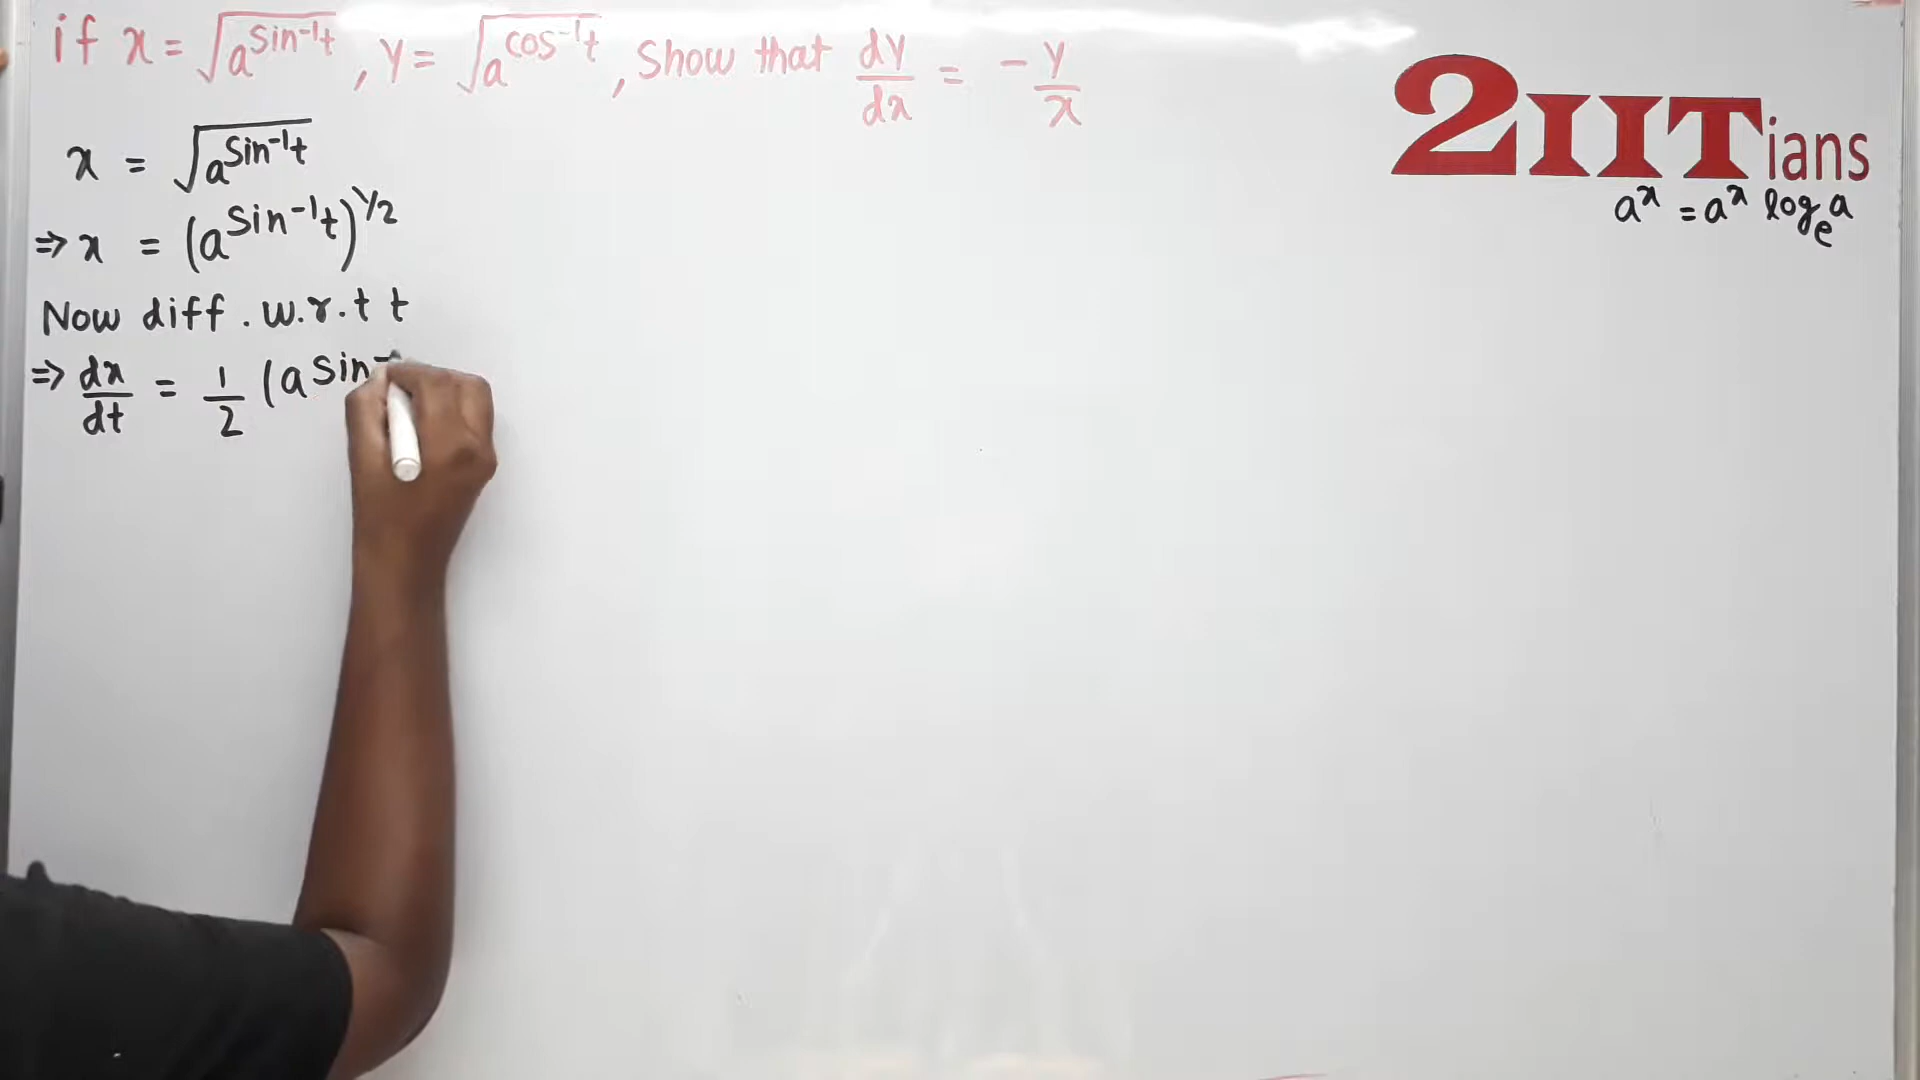 if x = √a^sin⁻¹t , y = √a^cos⁻¹t , Show that dy/dx = -y/x
2IITians
x = √a^sin⁻¹t
a^x = a^x log_e a
⇒ x = (a^sin⁻¹t)^1/2
Now diff. w.r.t t
⇒ dx/dt = 1/2 (a^sin⁻